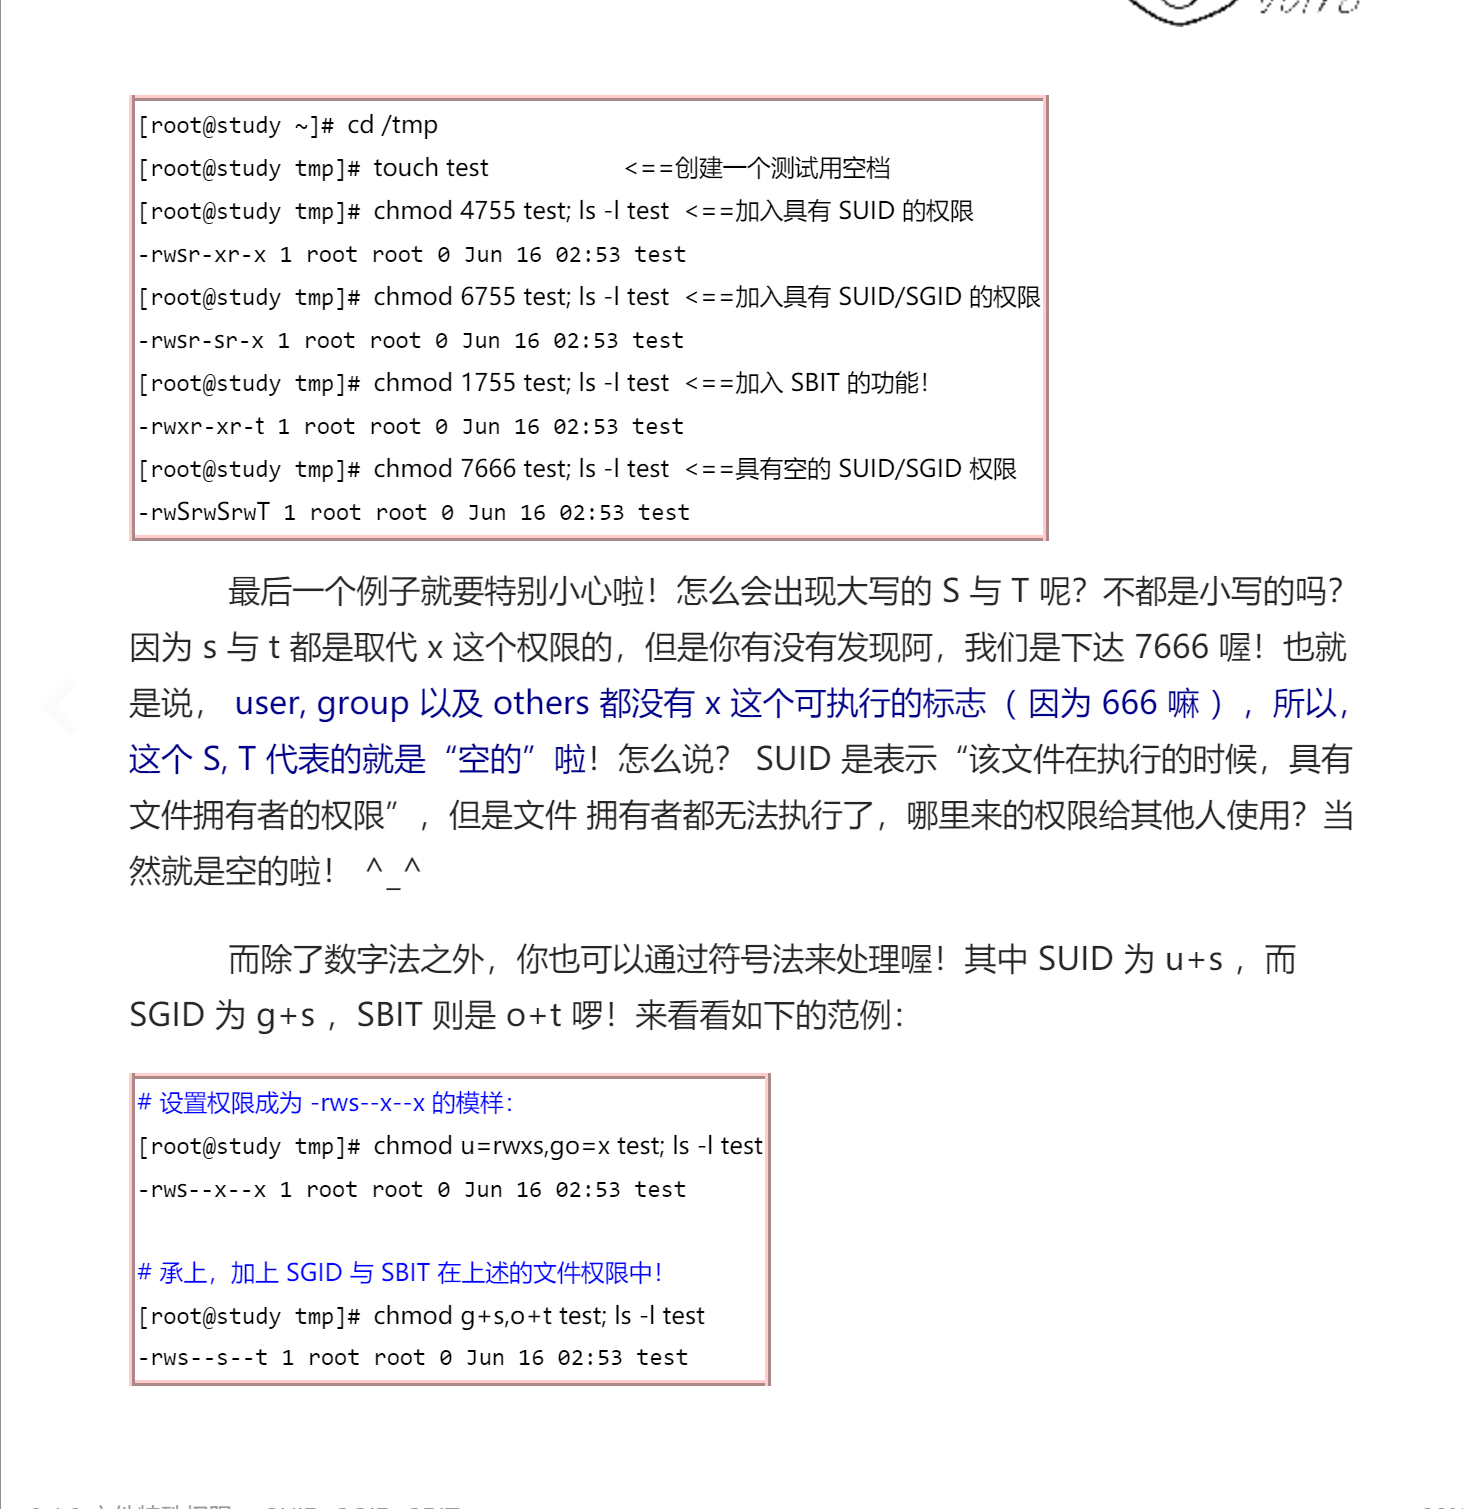 [root@study ~]# cd /tmp
[root@study tmp]# touch test <==创建一个测试用空档
[root@study tmp]# chmod 4755 test; ls -l test <==加入具有 SUID 的权限
-rwsr-xr-x 1 root root 0 Jun 16 02:53 test
[root@study tmp]# chmod 6755 test; ls -l test <==加入具有 SUID/SGID 的权限
-rwsr-sr-x 1 root root 0 Jun 16 02:53 test
[root@study tmp]# chmod 1755 test; ls -l test <==加入 SBIT 的功能！
-rwxr-xr-t 1 root root 0 Jun 16 02:53 test
[root@study tmp]# chmod 7666 test; ls -l test <==具有空的 SUID/SGID 权限
-rwSrwSrwT 1 root root 0 Jun 16 02:53 test
最后一个例子就要特别小心啦！怎么会出现大写的 S 与 T 呢？不都是小写的吗？
因为 s 与 t 都是取代 x 这个权限的，但是你有没有发现阿，我们是下达 7666 喔！也就
是说， user, group 以及 others 都没有 x 这个可执行的标志（ 因为 666 嘛 ），所以，
这个 S, T 代表的就是“空的”啦！怎么说？ SUID 是表示“该文件在执行的时候，具有
文件拥有者的权限”，但是文件 拥有者都无法执行了，哪里来的权限给其他人使用？当
然就是空的啦！ ^_^
而除了数字法之外，你也可以通过符号法来处理喔！其中 SUID 为 u+s ，而
SGID 为 g+s ，SBIT 则是 o+t 啰！来看看如下的范例：
# 设置权限成为 -rws--x--x 的模样：
[root@study tmp]# chmod u=rwxs,go=x test; ls -l test
-rws--x--x 1 root root 0 Jun 16 02:53 test
# 承上，加上 SGID 与 SBIT 在上述的文件权限中！
[root@study tmp]# chmod g+s,o+t test; ls -l test
-rws--s--t 1 root root 0 Jun 16 02:53 test